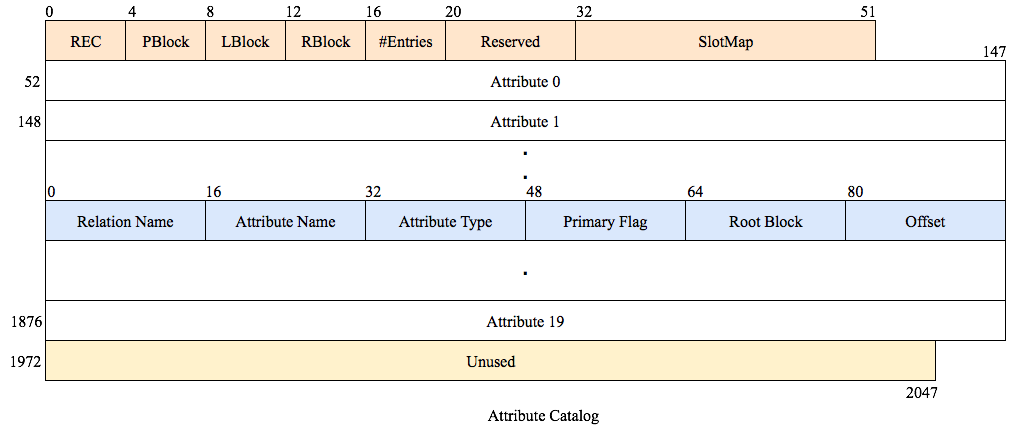 0 4 8 12 16 20 32 51
REC PBlock LBlock RBlock #Entries Reserved SlotMap
147
52 Attribute 0
148 Attribute 1
0 16 32 48 64 80
Relation Name Attribute Name Attribute Type Primary Flag Root Block Offset
1876 Attribute 19
1972 Unused
2047
Attribute Catalog